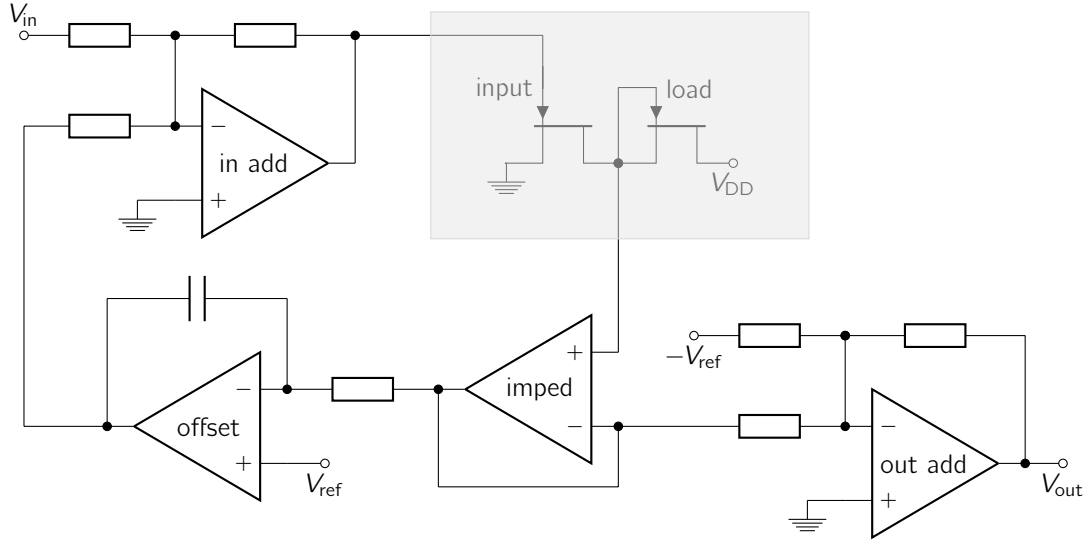 Vin
input
load
−
in add
+
VDD
+
imped
−
−Vref
−
offset
+
Vref
−
out add
+
Vout